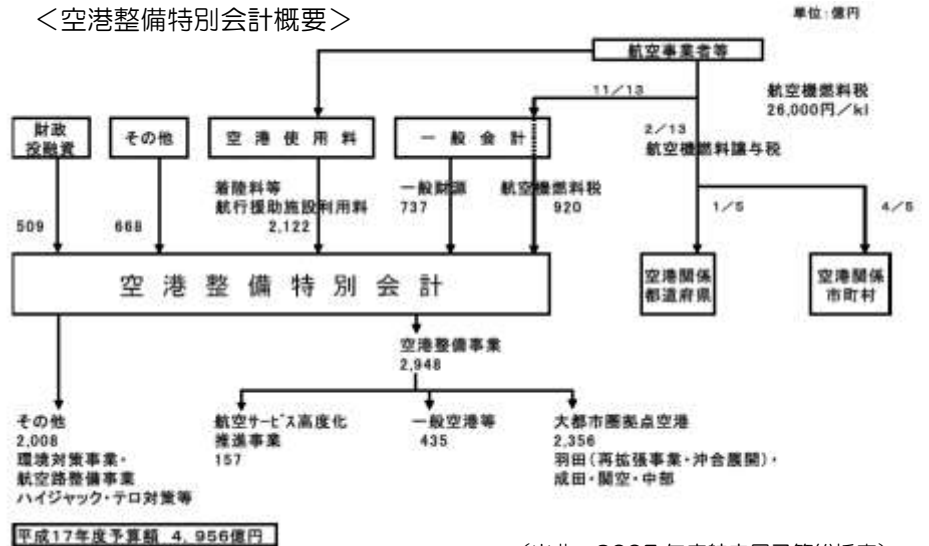 ＜空港整備特別会計概要＞
単位：億円
航空事業者等
11／13
航空機燃料税
26,000円／kl
財政
投融資
その他
空港使用料
一般会計
2／13
航空機燃料譲与税
着陸料等
航行援助施設利用料
2,122
一般財源
737
航空機燃料税
920
1／5
4／5
509
668
空港整備特別会計
空港関係
都道府県
空港関係
市町村
空港整備事業
2,948
その他
2,008
環境対策事業・
航空路整備事業
ハイジャック・テロ対策等
航空サービス高度化
推進事業
157
一般空港等
435
大都市圏拠点空港
2,356
羽田（再拡張事業・沖合展開）・
成田・関空・中部
平成17年度予算額 4,956億円